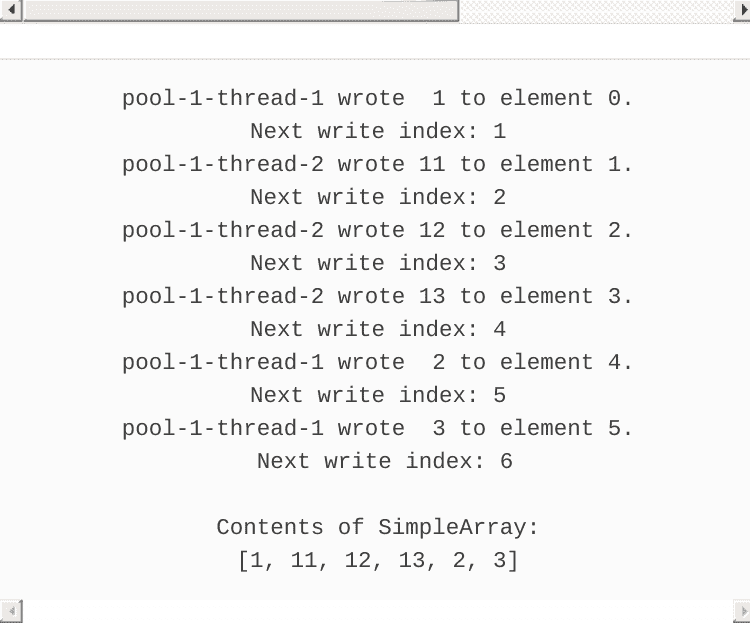 pool-1-thread-1 wrote  1 to element 0.
Next write index: 1
pool-1-thread-2 wrote 11 to element 1.
Next write index: 2
pool-1-thread-2 wrote 12 to element 2.
Next write index: 3
pool-1-thread-2 wrote 13 to element 3.
Next write index: 4
pool-1-thread-1 wrote  2 to element 4.
Next write index: 5
pool-1-thread-1 wrote  3 to element 5.
Next write index: 6
Contents of SimpleArray:
[1, 11, 12, 13, 2, 3]